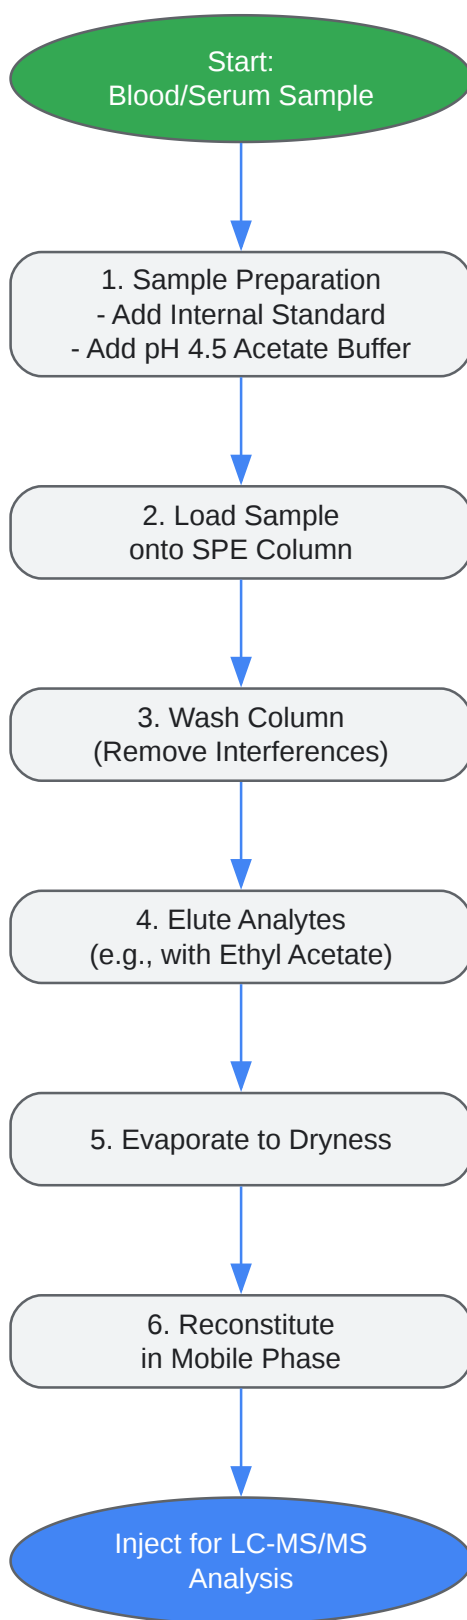 Start:
Blood/Serum Sample
1. Sample Preparation
- Add Internal Standard
- Add pH 4.5 Acetate Buffer
2. Load Sample
onto SPE Column
3. Wash Column
(Remove Interferences)
4. Elute Analytes
(e.g., with Ethyl Acetate)
5. Evaporate to Dryness
6. Reconstitute
in Mobile Phase
Inject for LC-MS/MS
Analysis